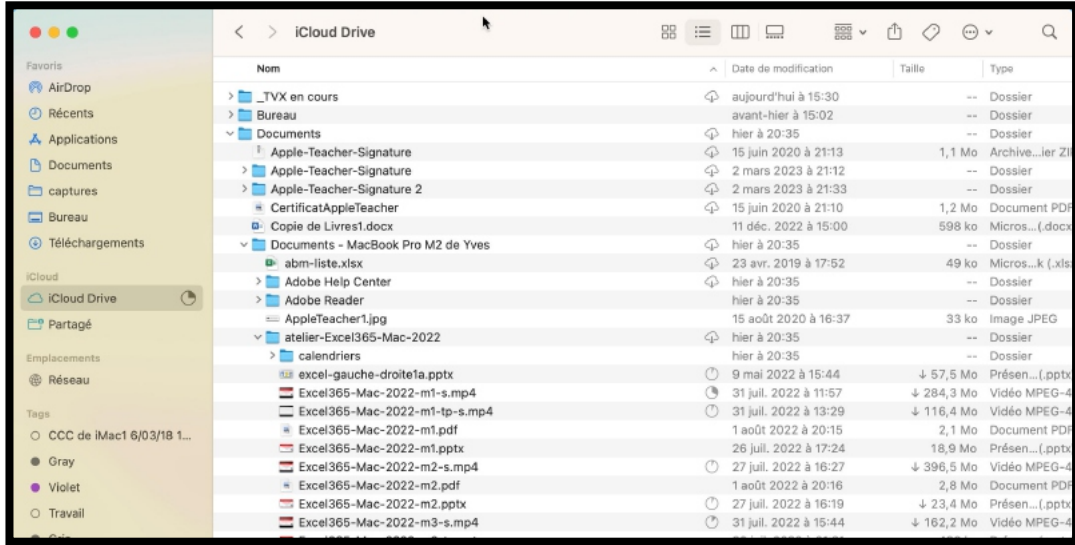 iCloud Drive
Favoris
AirDrop
Récents
Applications
Documents
captures
Bureau
Téléchargements
iCloud
iCloud Drive
Partagé
Emplacements
Réseau
Tags
CCC de iMac1 6/03/18 1...
Gray
Violet
Travail
Nom Date de modification Taille Type
_TVX en cours aujourd'hui à 15:30 -- Dossier
Bureau avant-hier à 15:02 -- Dossier
Documents hier à 20:35 -- Dossier
Apple-Teacher-Signature 15 juin 2020 à 21:13 1,1 Mo Archive...ier ZI
Apple-Teacher-Signature 2 mars 2023 à 21:12 -- Dossier
Apple-Teacher-Signature 2 2 mars 2023 à 21:33 -- Dossier
CertificatAppleTeacher 15 juin 2020 à 21:10 1,2 Mo Document PDF
Copie de Livres1.docx 11 déc. 2022 à 15:00 598 ko Micros...(.docx
Documents - MacBook Pro M2 de Yves hier à 20:35 -- Dossier
abm-liste.xlsx 23 avr. 2019 à 17:52 49 ko Micros...k (.xls
Adobe Help Center hier à 20:35 -- Dossier
Adobe Reader hier à 20:35 -- Dossier
AppleTeacher1.jpg 15 août 2020 à 16:37 33 ko Image JPEG
atelier-Excel365-Mac-2022 hier à 20:35 -- Dossier
calendriers hier à 20:35 -- Dossier
excel-gauche-droite1a.pptx 9 mai 2022 à 15:44 ↓ 57,5 Mo Présen...(.pptx
Excel365-Mac-2022-m1-s.mp4 31 juil. 2022 à 11:57 ↓ 284,3 Mo Vidéo MPEG-4
Excel365-Mac-2022-m1-tp-s.mp4 31 juil. 2022 à 13:29 ↓ 116,4 Mo Vidéo MPEG-4
Excel365-Mac-2022-m1.pdf 1 août 2022 à 20:15 2,1 Mo Document PDF
Excel365-Mac-2022-m1.pptx 26 juil. 2022 à 17:24 18,9 Mo Présen...(.pptx
Excel365-Mac-2022-m2-s.mp4 27 juil. 2022 à 16:27 ↓ 396,5 Mo Vidéo MPEG-4
Excel365-Mac-2022-m2.pdf 1 août 2022 à 20:16 2,8 Mo Document PDF
Excel365-Mac-2022-m2.pptx 27 juil. 2022 à 16:19 ↓ 23,4 Mo Présen...(.pptx
Excel365-Mac-2022-m3-s.mp4 31 juil. 2022 à 15:44 ↓ 162,2 Mo Vidéo MPEG-4